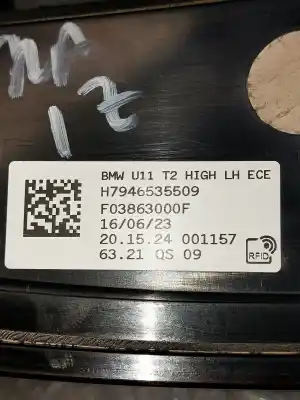 1Z
BMW U11 T2 HIGH LH ECE
H7946535509
F03863000F
16/06/23
20.15.24 001157
63.21 QS 09
RFID